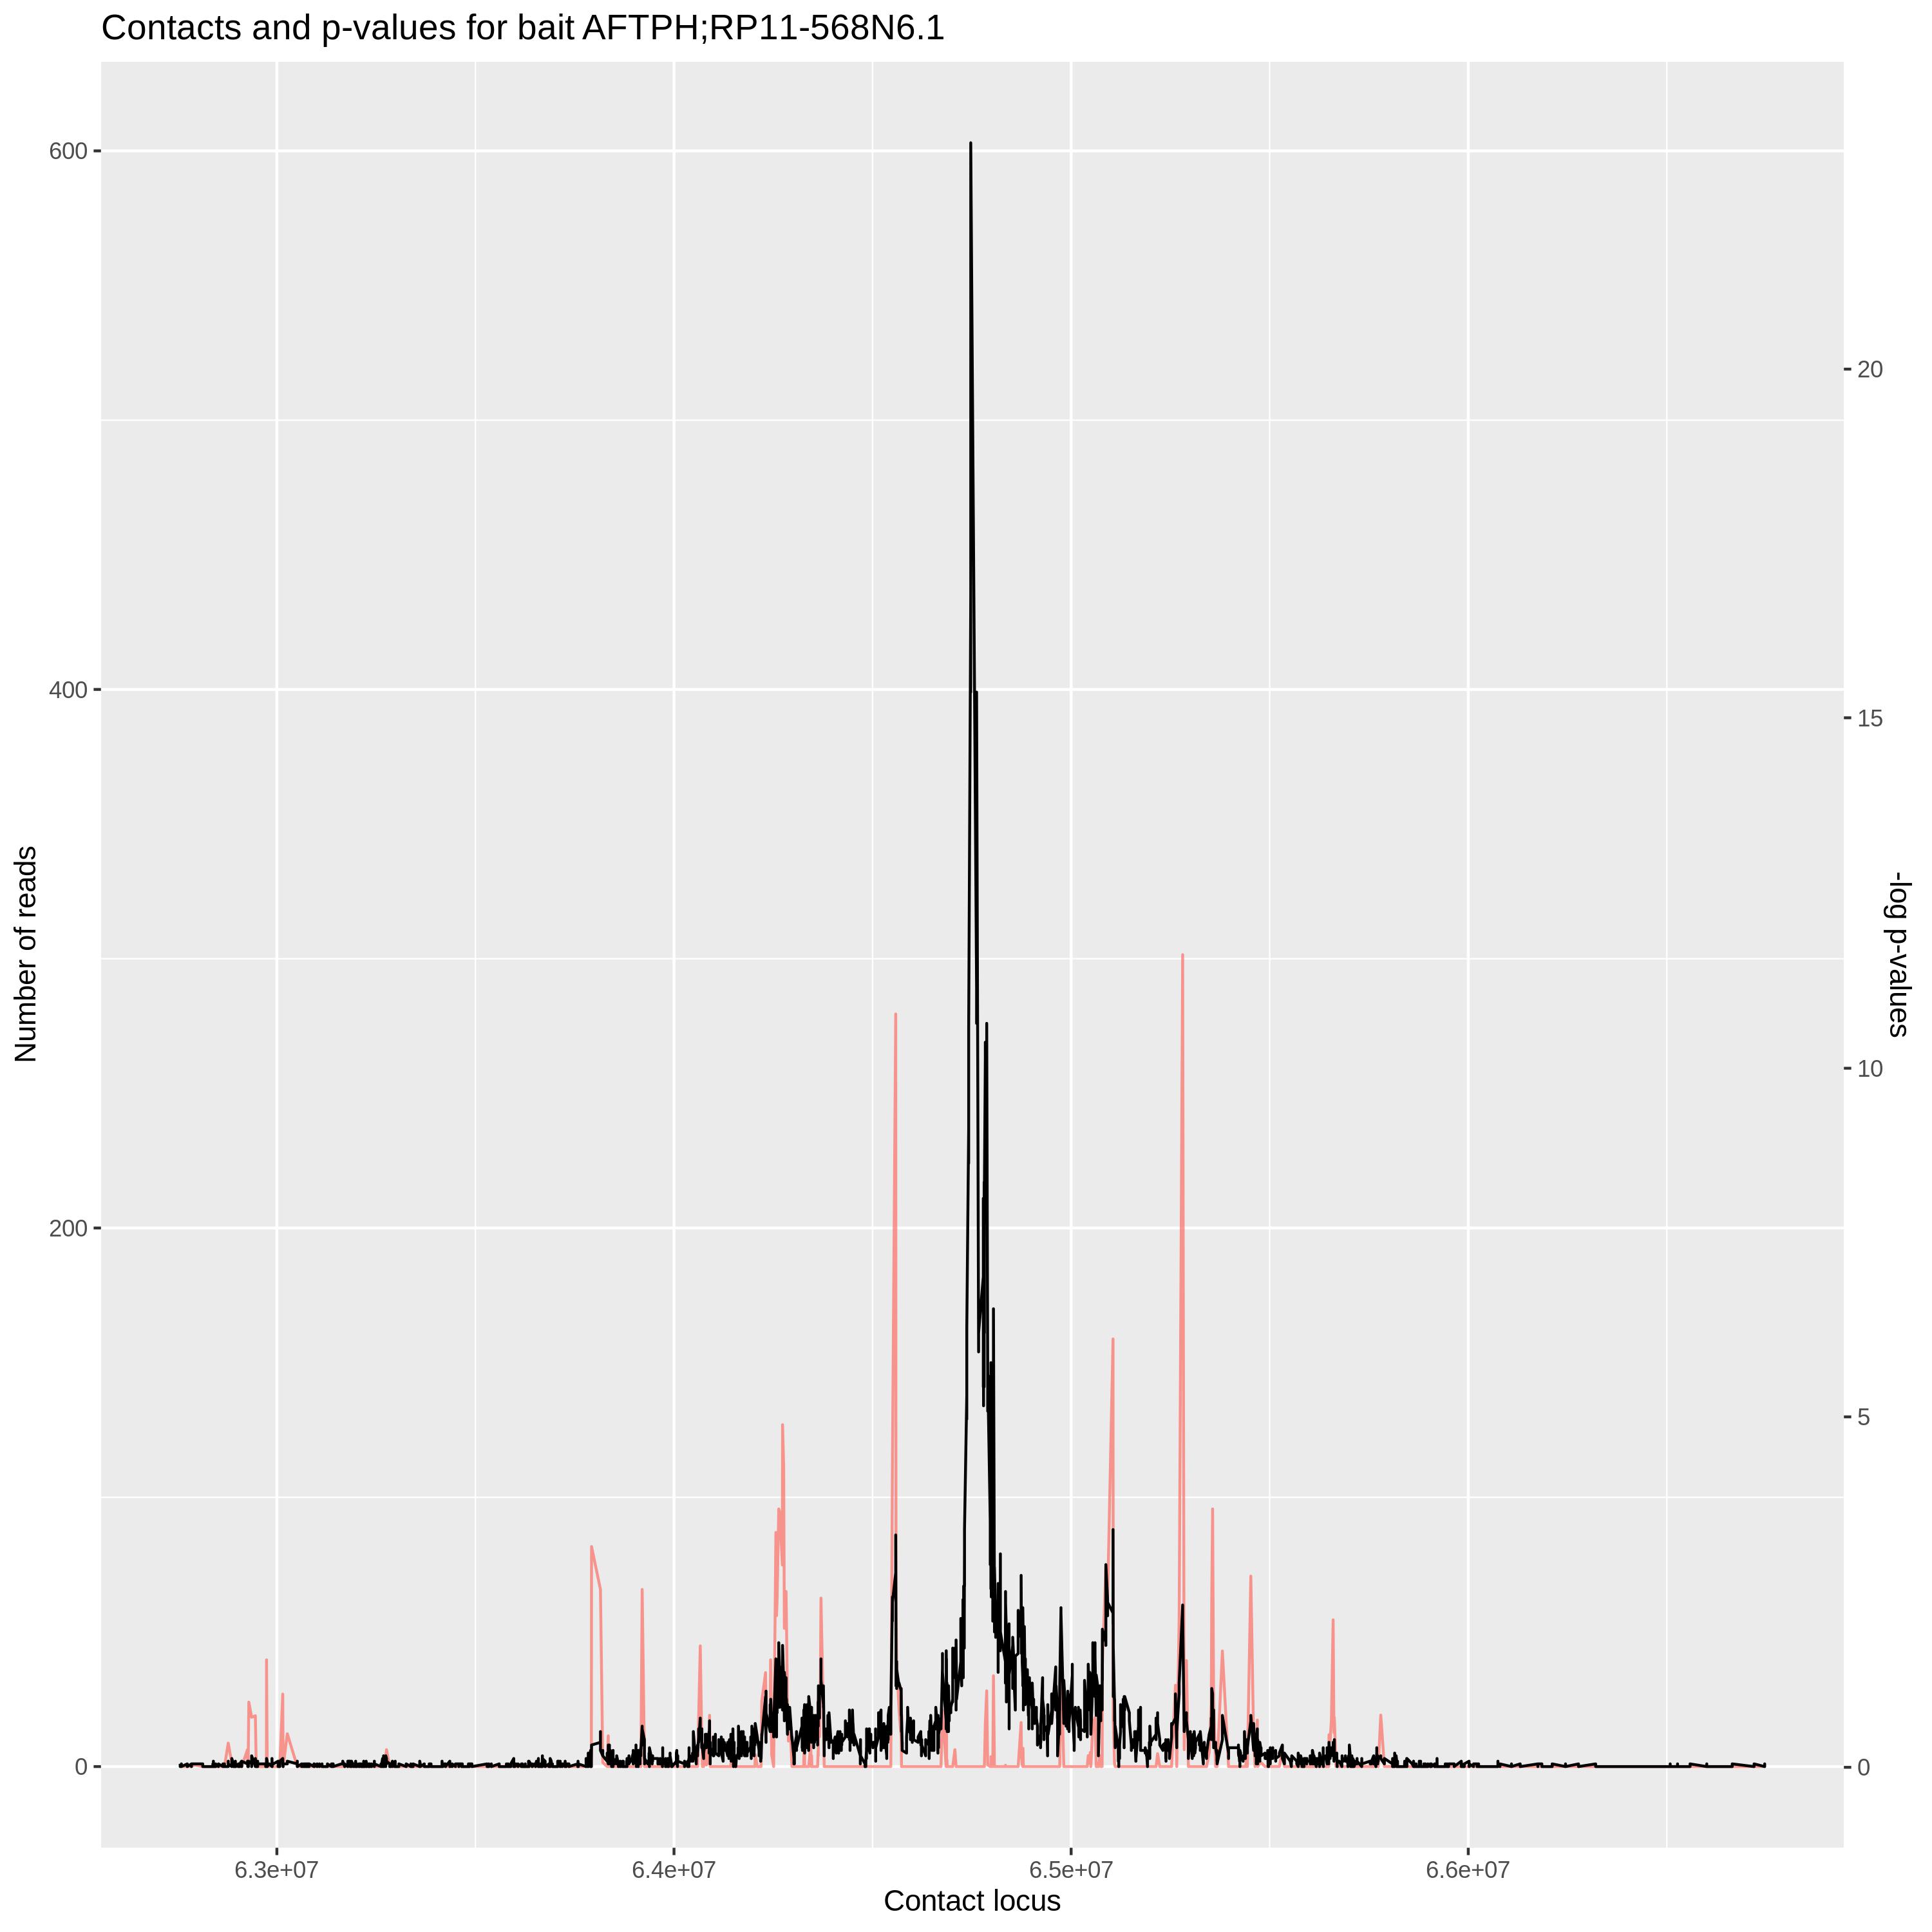 Contacts and p-values for bait AFTPH;RP11-568N6.1
600
400
200
0
Number of reads
20
15
10
5
0
-log p-values
6.3e+07
6.4e+07
6.5e+07
6.6e+07
Contact locus